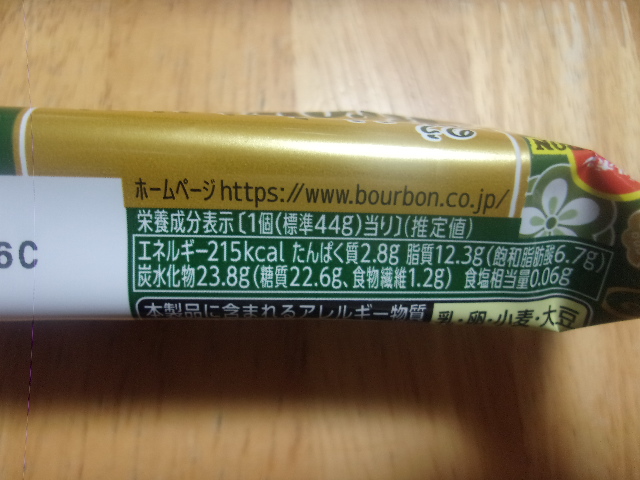 ホームページhttps://www.bourbon.co.jp/
栄養成分表示〔1個(標準44g)当り〕(推定値)
エネルギー215kcal たんぱく質2.8g 脂質12.3g(飽和脂肪酸6.7g)
炭水化物23.8g(糖質22.6g、食物繊維1.2g) 食塩相当量0.06g
本製品に含まれるアレルギー物質 乳・卵・小麦・大豆
6C